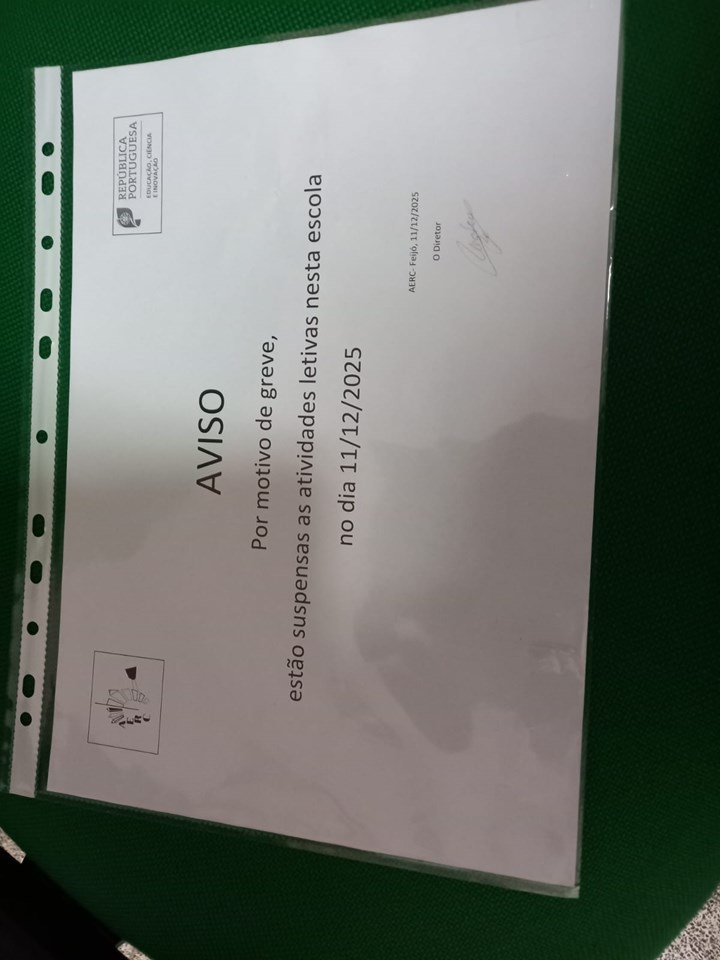 AERC
REPÚBLICA
PORTUGUESA
EDUCAÇÃO, CIÊNCIA
E INOVAÇÃO
AVISO
Por motivo de greve,
estão suspensas as atividades letivas nesta escola
no dia 11/12/2025
AERC- Feijó, 11/12/2025
O Diretor